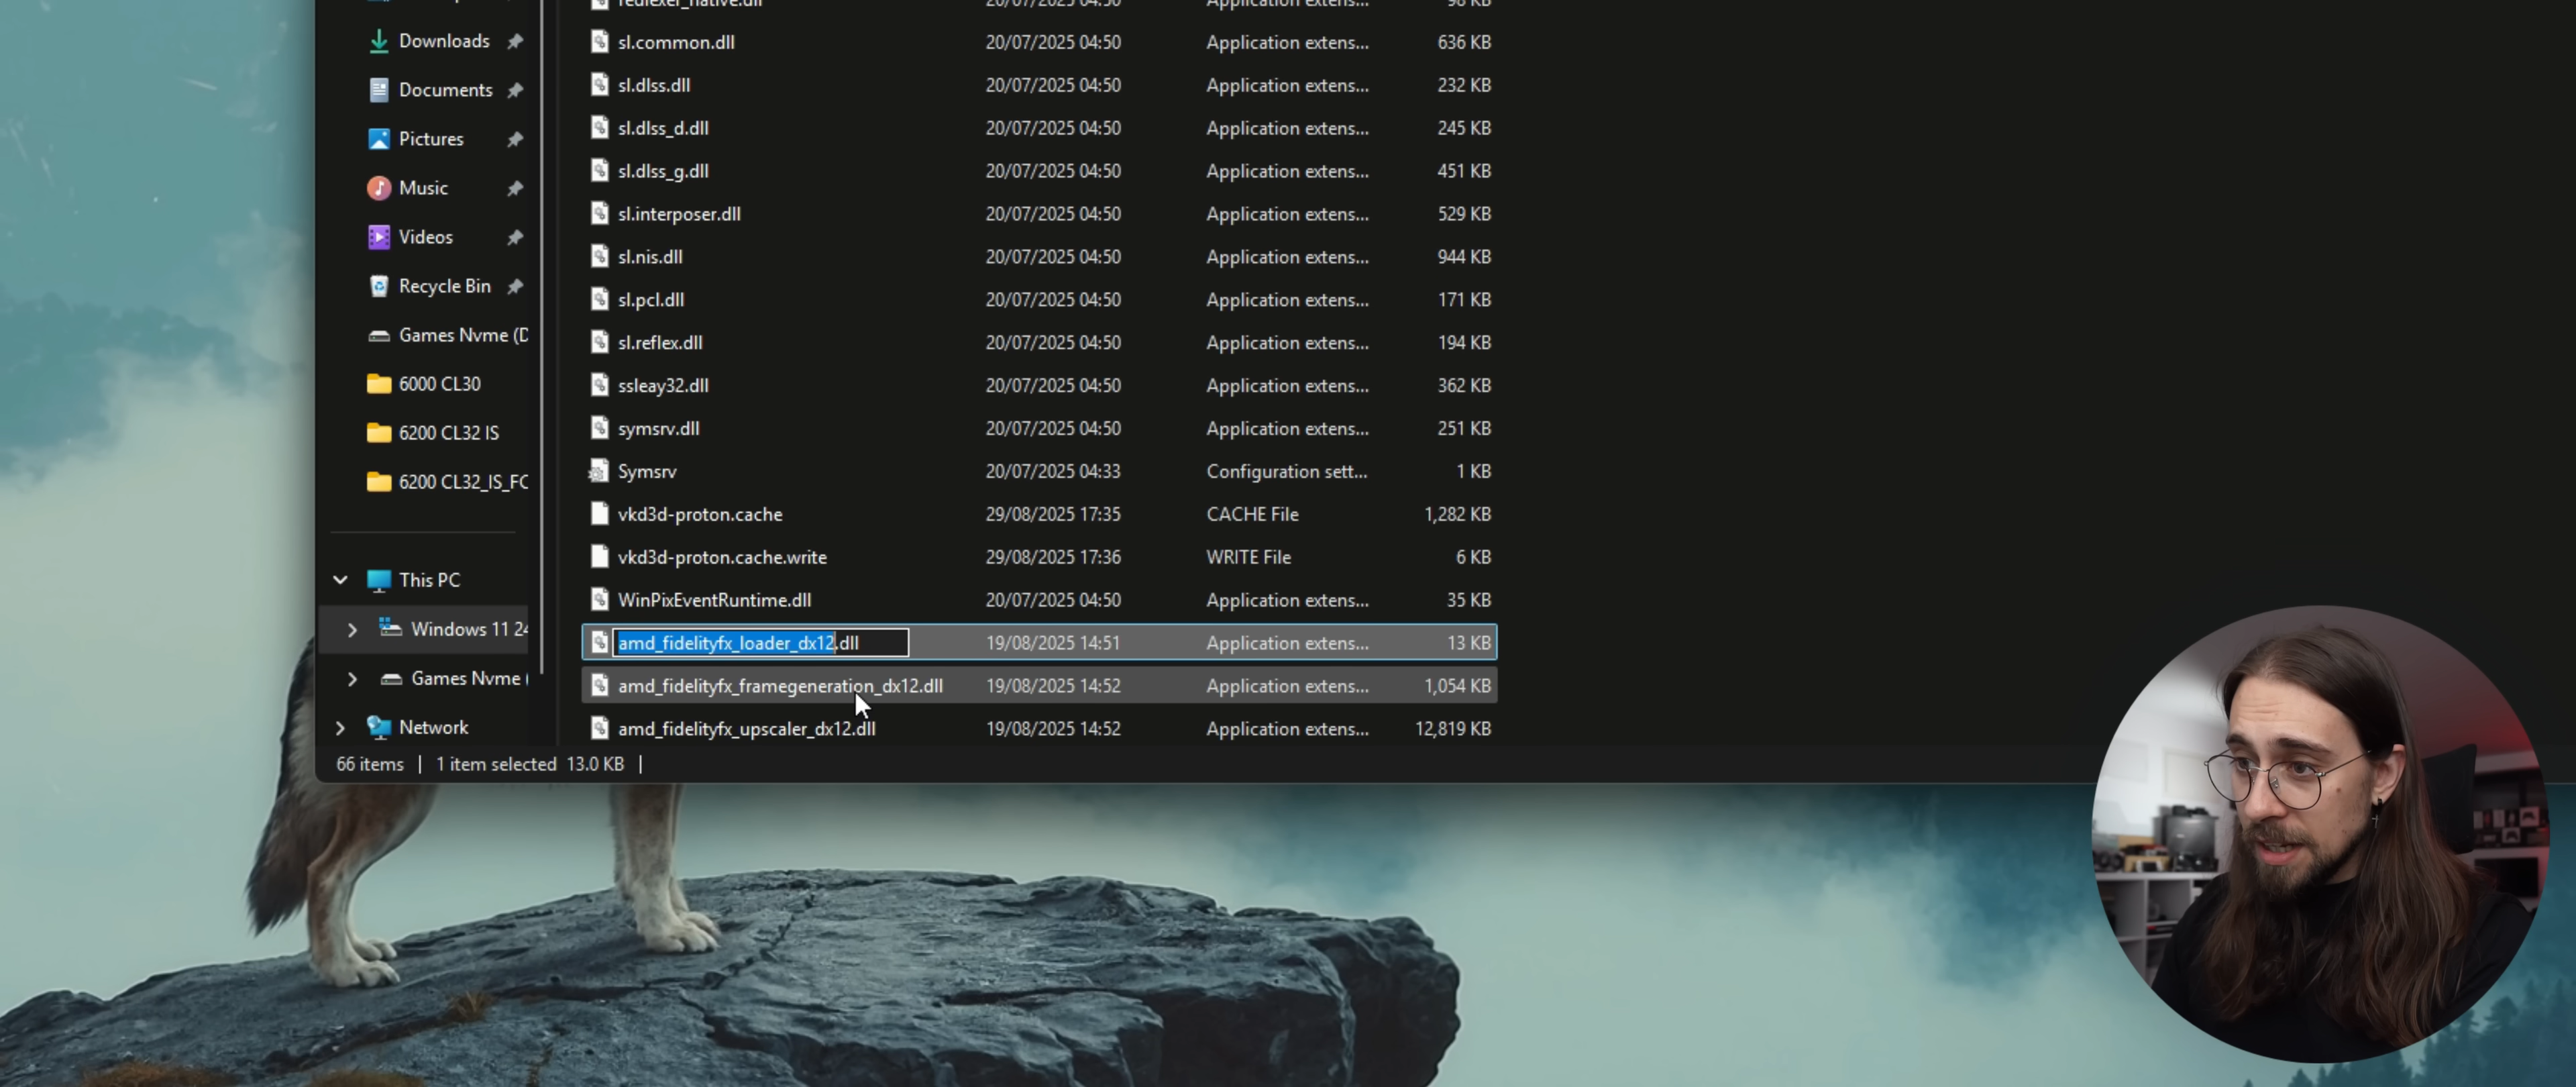 Downloads
Documents
Pictures
Music
Videos
Recycle Bin
Games Nvme (D
6000 CL30
6200 CL32 IS
6200 CL32_IS_FC
This PC
Windows 11 24
Games Nvme (
Network
redlexer_native.dll 20/07/2025 04:50 Application extens... 98 KB
sl.common.dll 20/07/2025 04:50 Application extens... 636 KB
sl.dlss.dll 20/07/2025 04:50 Application extens... 232 KB
sl.dlss_d.dll 20/07/2025 04:50 Application extens... 245 KB
sl.dlss_g.dll 20/07/2025 04:50 Application extens... 451 KB
sl.interposer.dll 20/07/2025 04:50 Application extens... 529 KB
sl.nis.dll 20/07/2025 04:50 Application extens... 944 KB
sl.pcl.dll 20/07/2025 04:50 Application extens... 171 KB
sl.reflex.dll 20/07/2025 04:50 Application extens... 194 KB
ssleay32.dll 20/07/2025 04:50 Application extens... 362 KB
symsrv.dll 20/07/2025 04:50 Application extens... 251 KB
Symsrv 20/07/2025 04:33 Configuration sett... 1 KB
vkd3d-proton.cache 29/08/2025 17:35 CACHE File 1,282 KB
vkd3d-proton.cache.write 29/08/2025 17:36 WRITE File 6 KB
WinPixEventRuntime.dll 20/07/2025 04:50 Application extens... 35 KB
amd_fidelityfx_loader_dx12.dll 19/08/2025 14:51 Application extens... 13 KB
amd_fidelityfx_framegeneration_dx12.dll 19/08/2025 14:52 Application extens... 1,054 KB
amd_fidelityfx_upscaler_dx12.dll 19/08/2025 14:52 Application extens... 12,819 KB
66 items | 1 item selected 13.0 KB |